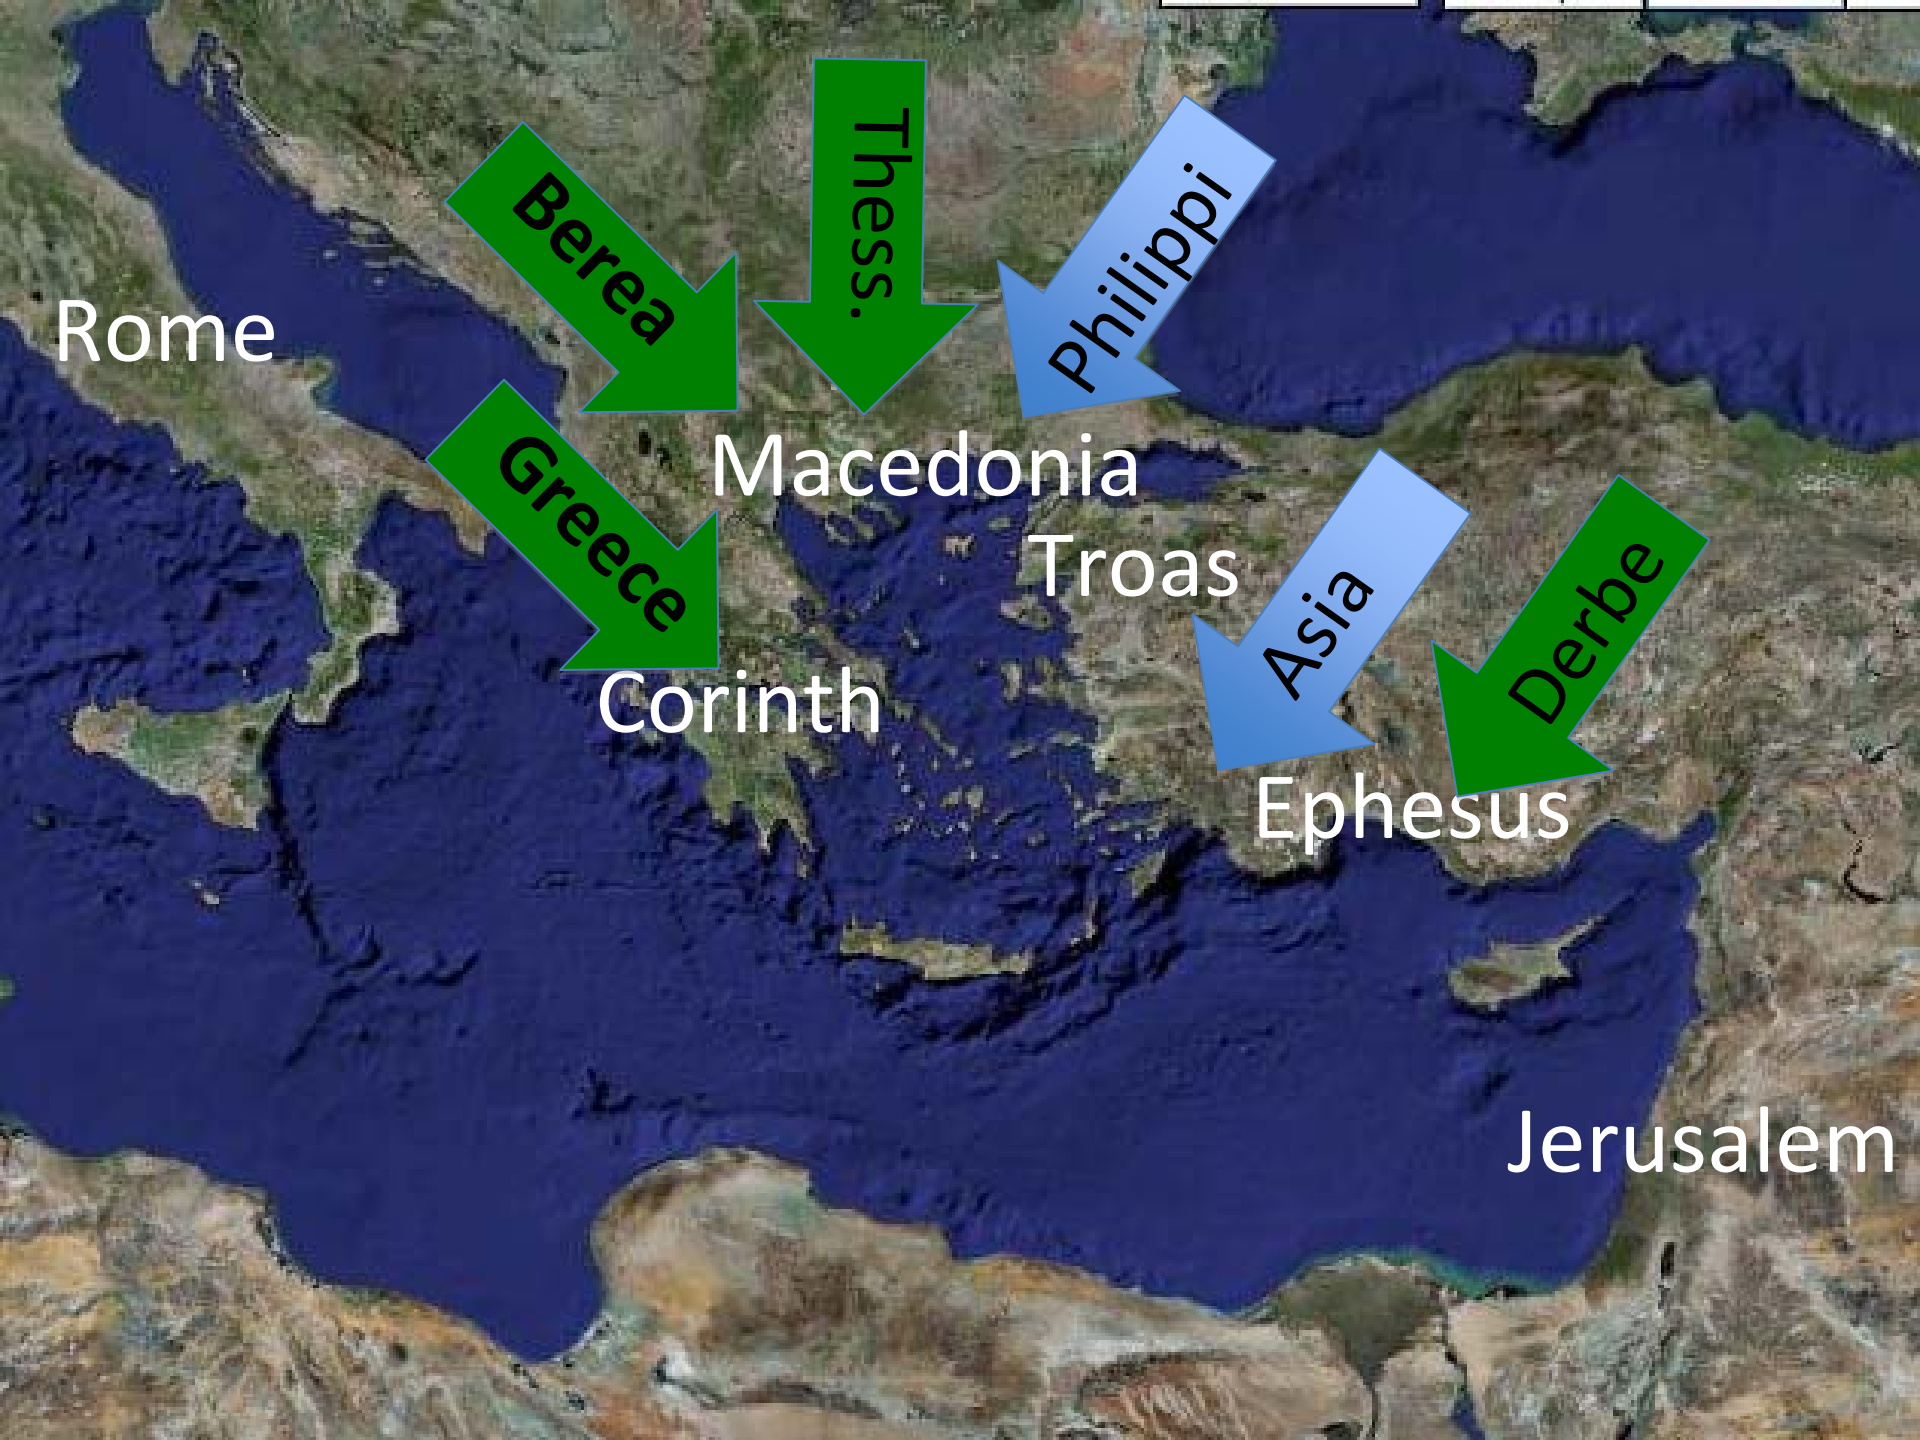 Thess.
Berea
Philippi
Rome
Macedonia
Greece
Troas
Asia
Derbe
Corinth
Ephesus
Jerusalem